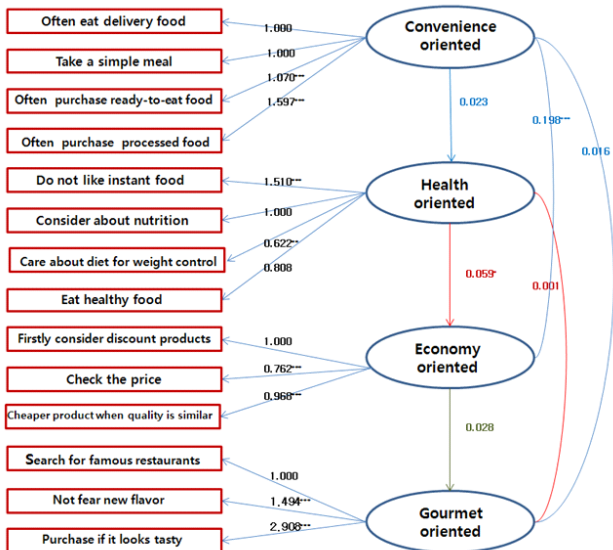 Often eat delivery food
Take a simple meal
Often purchase ready-to-eat food
Often purchase processed food
Do not like instant food
Consider about nutrition
Care about diet for weight control
Eat healthy food
Firstly consider discount products
Check the price
Cheaper product when quality is similar
Search for famous restaurants
Not fear new flavor
Purchase if it looks tasty
1.000
1.000
1.070***
1.597***
1.510***
1.000
0.622***
0.808
1.000
0.762***
0.968***
1.000
1.494***
2.908***
Convenience
oriented
0.023
0.198***
0.016
Health
oriented
0.059*
0.001
Economy
oriented
0.028
Gourmet
oriented